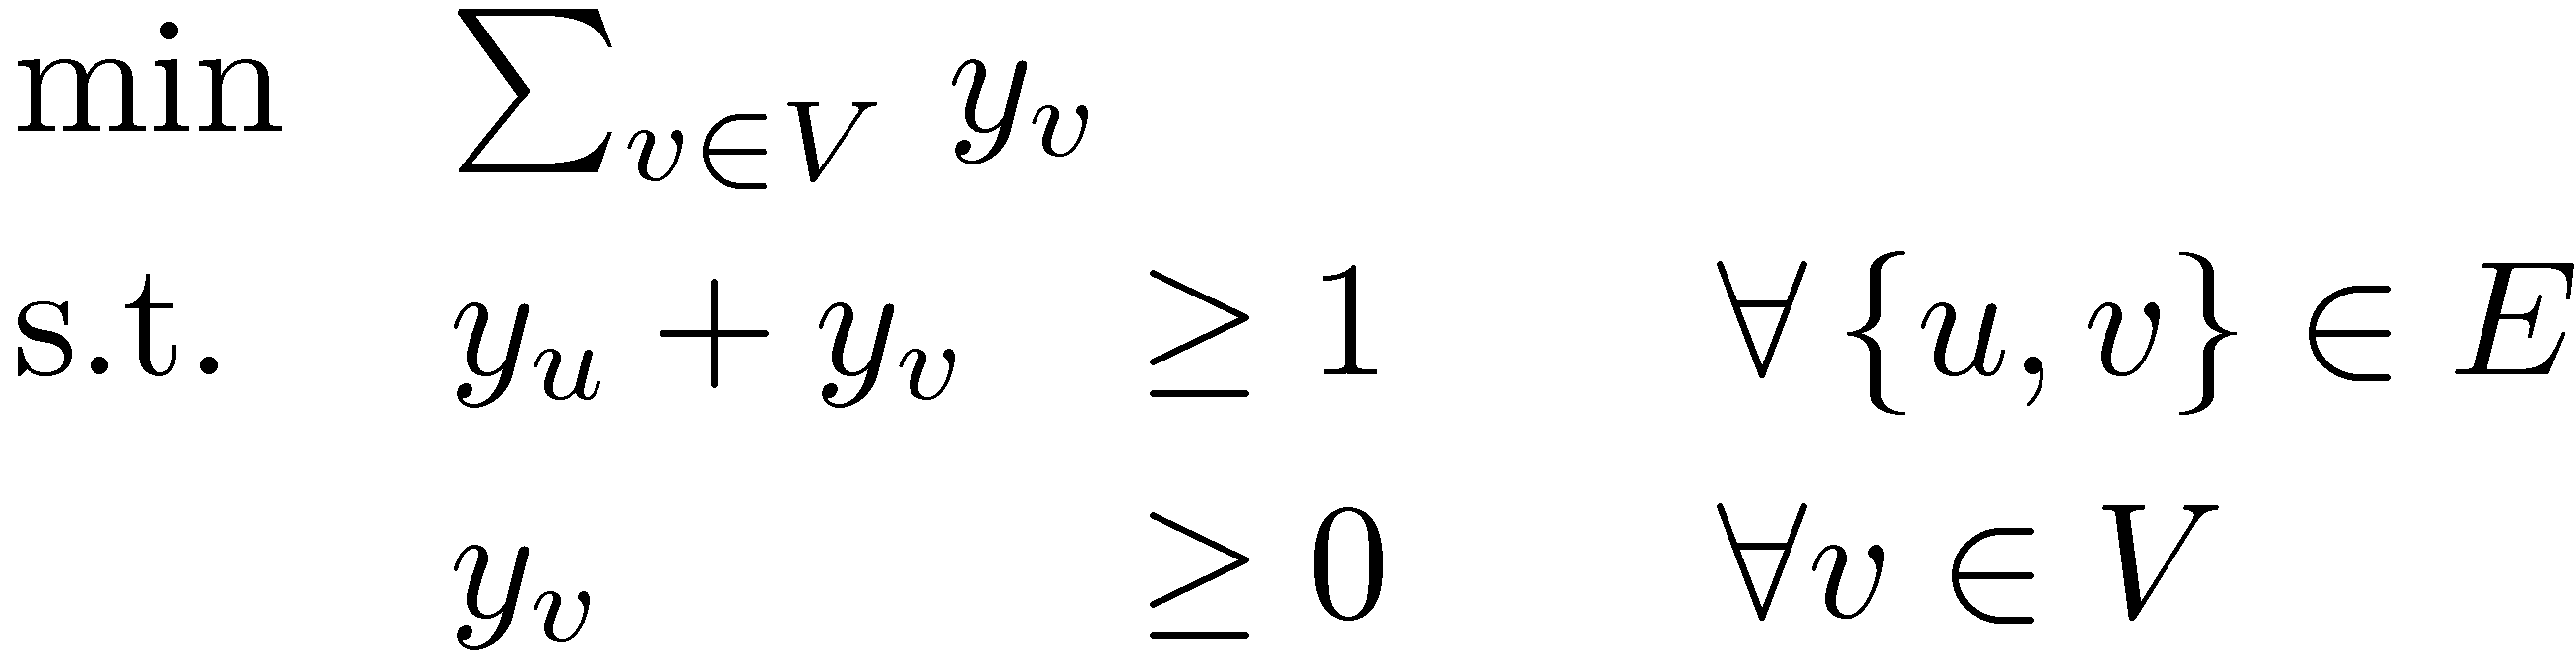 min ∑_{v∈V} y_v
s.t. y_u + y_v ≥ 1 ∀ {u, v} ∈ E
y_v ≥ 0 ∀v ∈ V